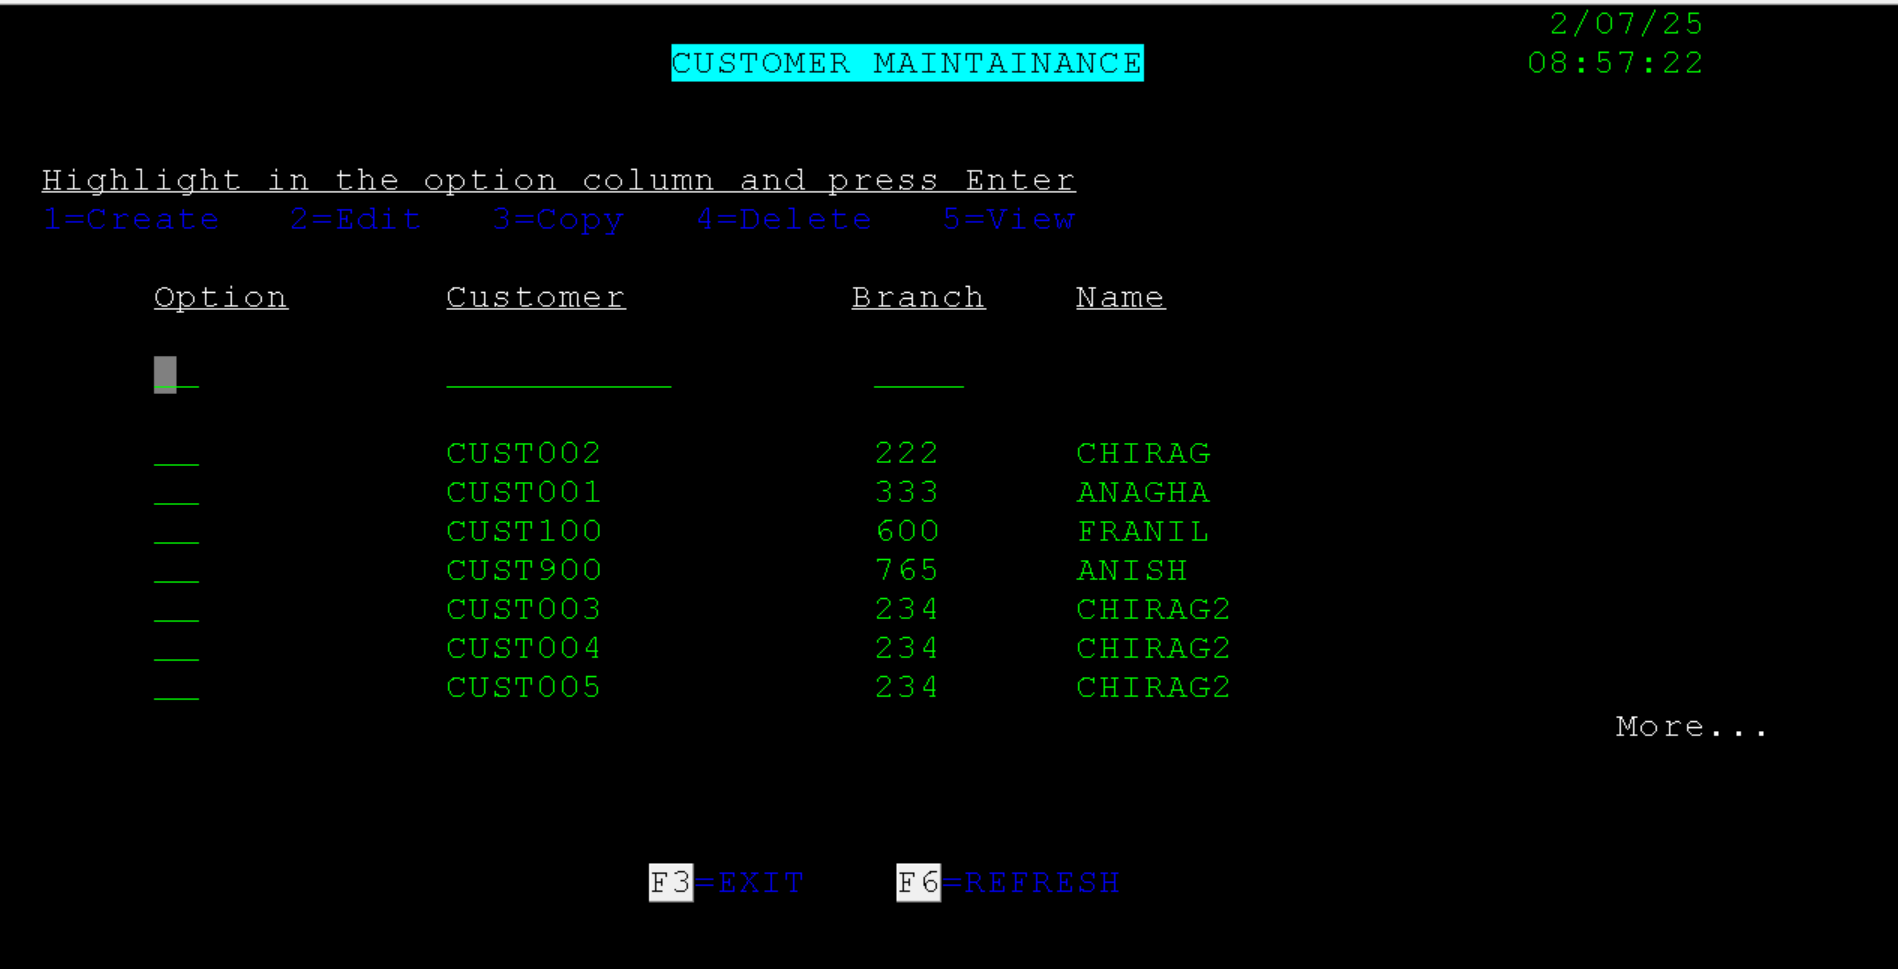 2/07/25
CUSTOMER MAINTAINANCE 08:57:22
Highlight in the option column and press Enter
1=Create 2=Edit 3=Copy 4=Delete 5=View
Option Customer Branch Name
CUST002 222 CHIRAG
CUST001 333 ANAGHA
CUST100 600 FRANIL
CUST900 765 ANISH
CUST003 234 CHIRAG2
CUST004 234 CHIRAG2
CUST005 234 CHIRAG2
More...
F3=EXIT F6=REFRESH